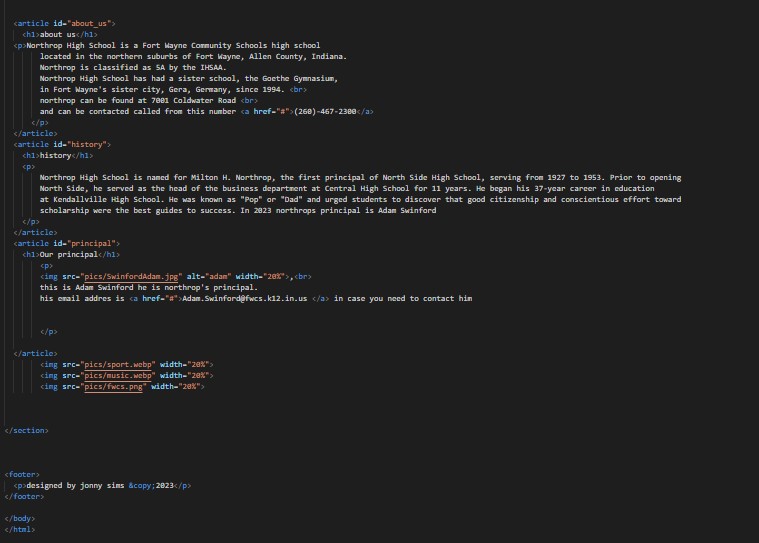 <article id="about_us">
<h1>about us</h1>
<p>Northrop High School is a Fort Wayne Community Schools high school
located in the northern suburbs of Fort Wayne, Allen County, Indiana.
Northrop is classified as 5A by the IHSAA.
Northrop High School has had a sister school, the Goethe Gymnasium,
in Fort Wayne's sister city, Gera, Germany, since 1994. <br>
northrop can be found at 7001 Coldwater Road <br>
and can be contacted called from this number <a href="#">(260)-467-2300</a>
</p>
</article>
<article id="history">
<h1>history</h1>
<p>
Northrop High School is named for Milton H. Northrop, the first principal of North Side High School, serving from 1927 to 1953. Prior to opening
North Side, he served as the head of the business department at Central High School for 11 years. He began his 37-year career in education
at Kendallville High School. He was known as "Pop" or "Dad" and urged students to discover that good citizenship and conscientious effort toward
scholarship were the best guides to success. In 2023 northrops principal is Adam Swinford
</p>
</article>
<article id="principal">
<h1>Our principal</h1>
<p>
<img src="pics/SwinfordAdam.jpg" alt="adam" width="20%">,<br>
this is Adam Swinford he is northrop's principal.
his email addres is <a href="#">Adam.Swinford@fwcs.k12.in.us </a> in case you need to contact him
</p>
</article>
<img src="pics/sport.webp" width="20%">
<img src="pics/music.webp" width="20%">
<img src="pics/fwcs.png" width="20%">
</section>
<footer>
<p>designed by jonny sims &copy;2023</p>
</footer>
</body>
</html>